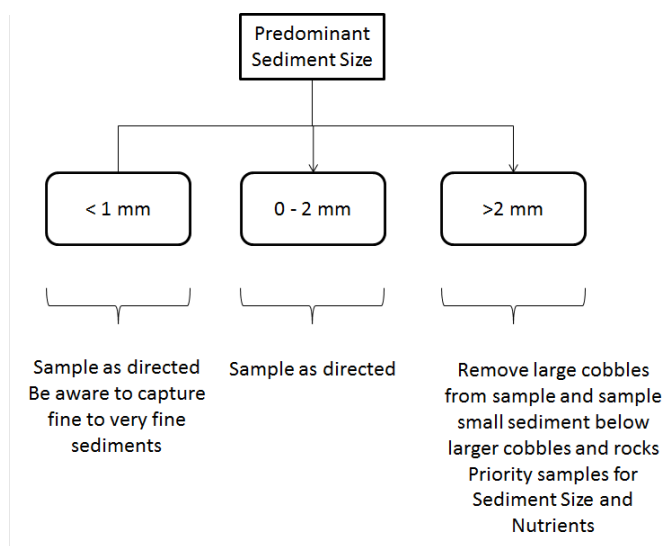 Predominant
Sediment Size
< 1 mm
0 - 2 mm
>2 mm
Sample as directed
Be aware to capture
fine to very fine
sediments
Sample as directed
Remove large cobbles
from sample and sample
small sediment below
larger cobbles and rocks
Priority samples for
Sediment Size and
Nutrients